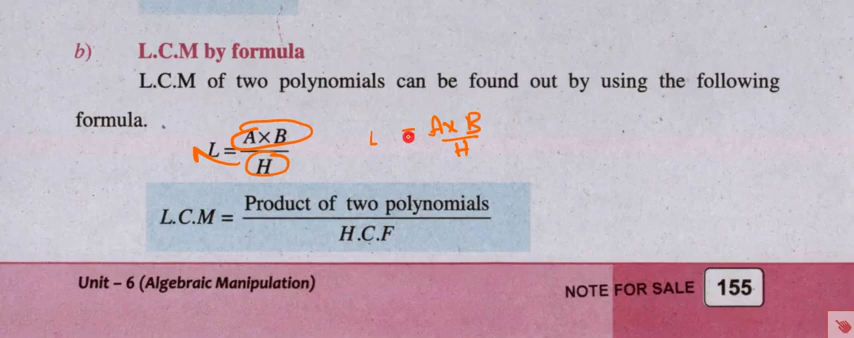 b) L.C.M by formula
L.C.M of two polynomials can be found out by using the following
formula.
L = A×B / H
L = A×B / H
L.C.M = Product of two polynomials / H.C.F
Unit – 6 (Algebraic Manipulation)
NOTE FOR SALE 155